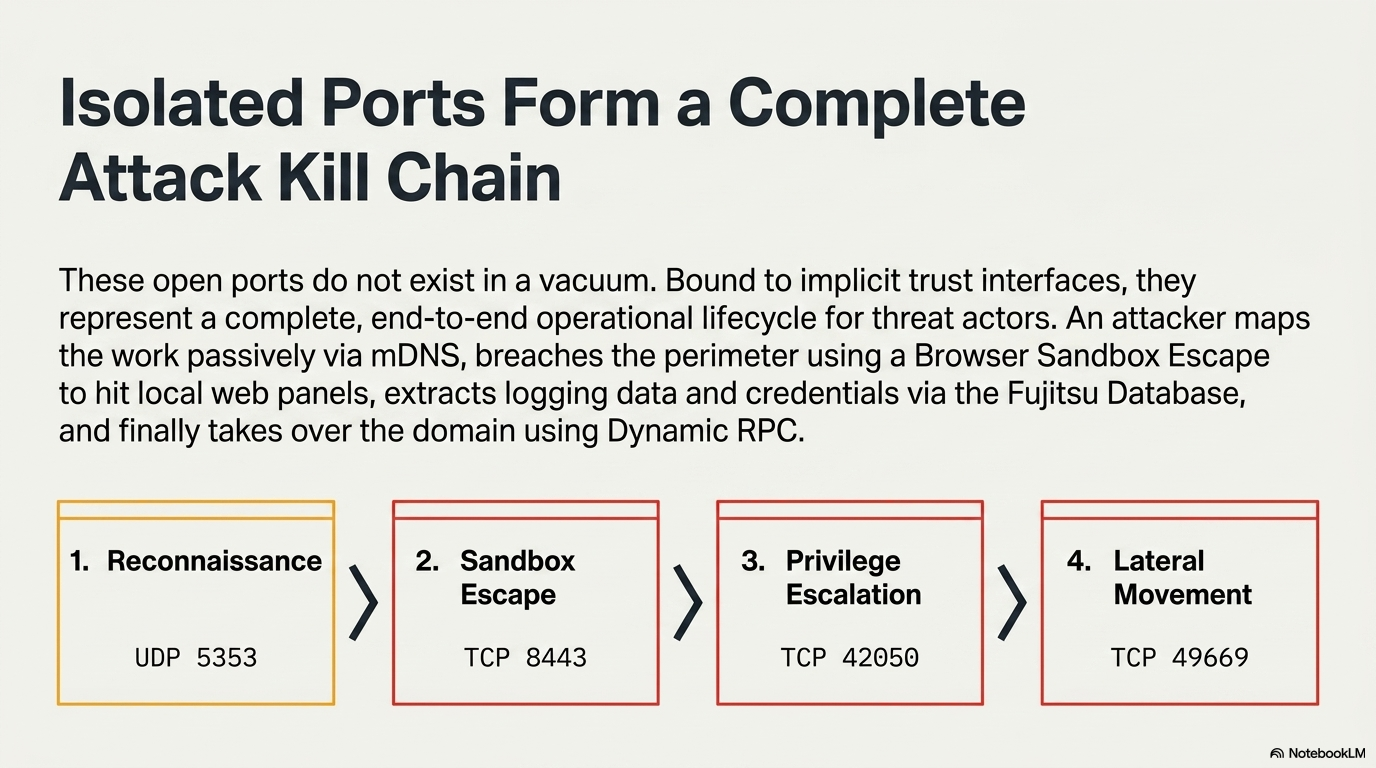 Isolated Ports Form a Complete
Attack Kill Chain
These open ports do not exist in a vacuum. Bound to implicit trust interfaces, they
represent a complete, end-to-end operational lifecycle for threat actors. An attacker maps
the work passively via mDNS, breaches the perimeter using a Browser Sandbox Escape
to hit local web panels, extracts logging data and credentials via the Fujitsu Database,
and finally takes over the domain using Dynamic RPC.
1. Reconnaissance
UDP 5353
2. Sandbox
Escape
TCP 8443
3. Privilege
Escalation
TCP 42050
4. Lateral
Movement
TCP 49669
NotebookLM